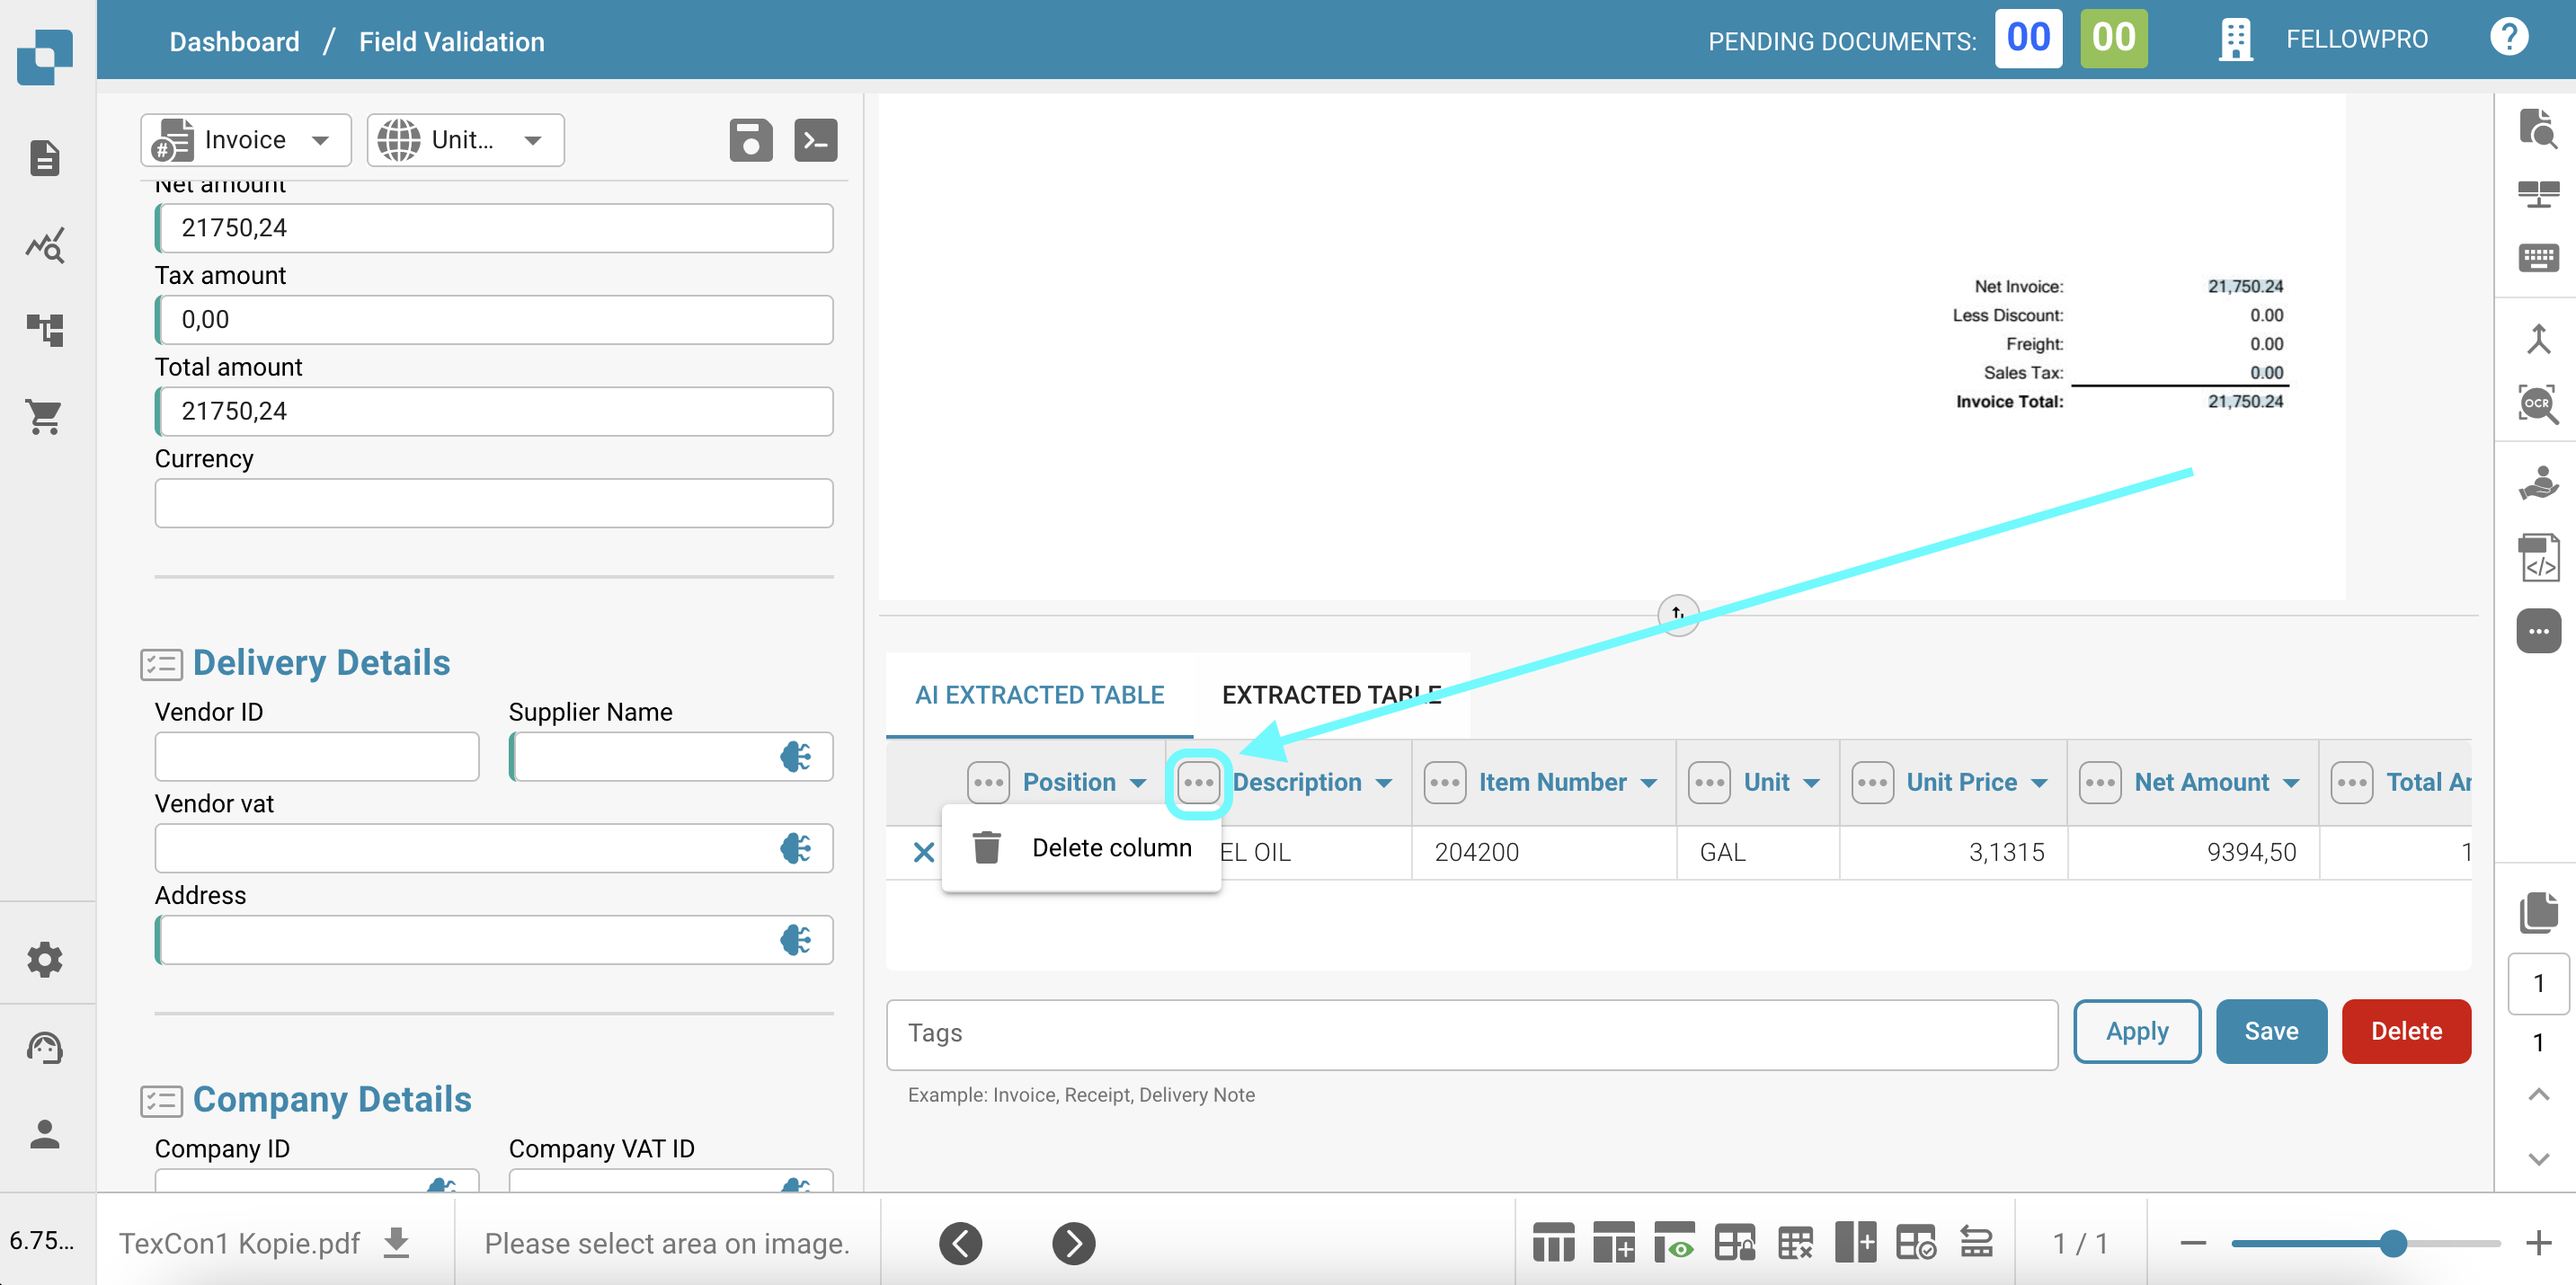 Dashboard / Field Validation
PENDING DOCUMENTS: 00 00 FELLOWPRO ?
Invoice Unit...
Net amount
21750,24
Tax amount
0,00
Total amount
21750,24
Currency
Delivery Details
Vendor ID Supplier Name
Vendor vat
Address
Company Details
Company ID Company VAT ID
Net Invoice: 21,750.24
Less Discount: 0.00
Freight: 0.00
Sales Tax: 0.00
Invoice Total: 21,750.24
OCR
AI EXTRACTED TABLE EXTRACTED TABLE
Position Description Item Number Unit Unit Price Net Amount Total Ar
Delete column
EL OIL 204200 GAL 3,1315 9394,50 1
Tags
Apply Save Delete
Example: Invoice, Receipt, Delivery Note
1
1
6.75... TexCon1 Kopie.pdf Please select area on image. 1 / 1